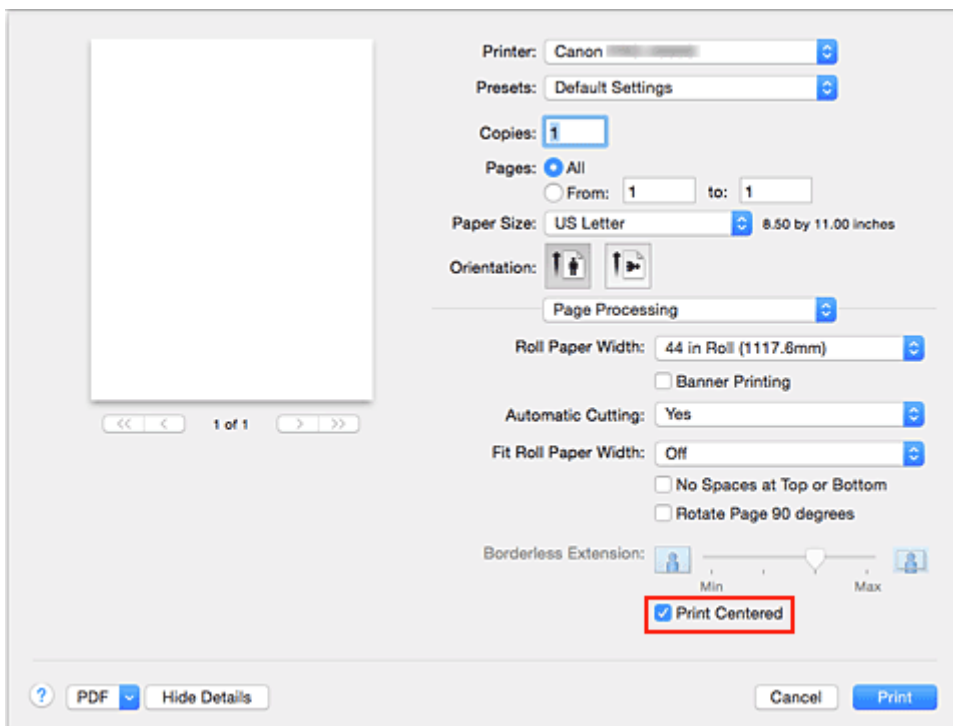 Printer: Canon
Presets: Default Settings
Copies: 1
Pages: All
From: 1 to: 1
Paper Size: US Letter 8.50 by 11.00 inches
Orientation:
Page Processing
Roll Paper Width: 44 in Roll (1117.6mm)
Banner Printing
<< < 1 of 1 > >>
Automatic Cutting: Yes
Fit Roll Paper Width: Off
No Spaces at Top or Bottom
Rotate Page 90 degrees
Borderless Extension:
Min Max
Print Centered
? PDF Hide Details Cancel Print